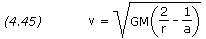 (4.45) v = √GM(2/r − 1/a)